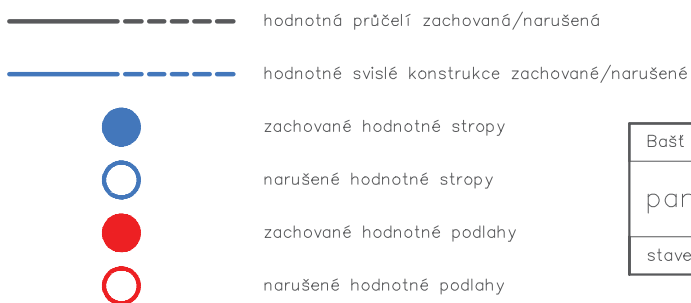 hodnotná průčelí zachovaná/narušená
hodnotné svislé konstrukce zachované/narušené
zachované hodnotné stropy
narušené hodnotné stropy
zachované hodnotné podlahy
narušené hodnotné podlahy
Bašť
par
stave